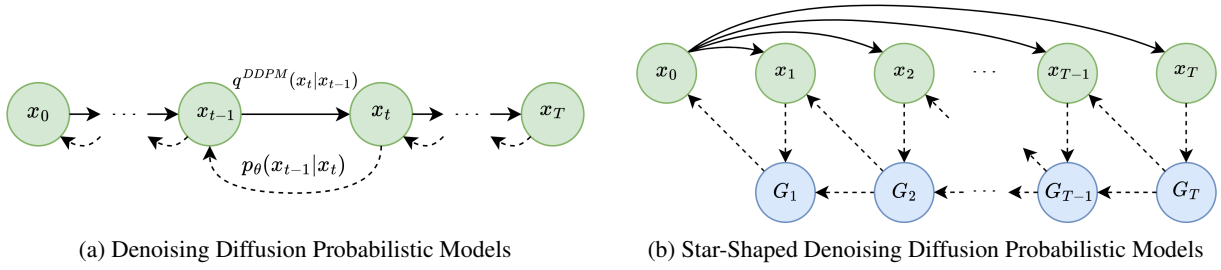 q^{DDPM}(x_t|x_{t-1})
x_0 ··· x_{t-1} x_t ··· x_T
p_θ(x_{t-1}|x_t)
(a) Denoising Diffusion Probabilistic Models
x_0 x_1 x_2 ··· x_{T-1} x_T
G_1 G_2 ··· G_{T-1} G_T
(b) Star-Shaped Denoising Diffusion Probabilistic Models